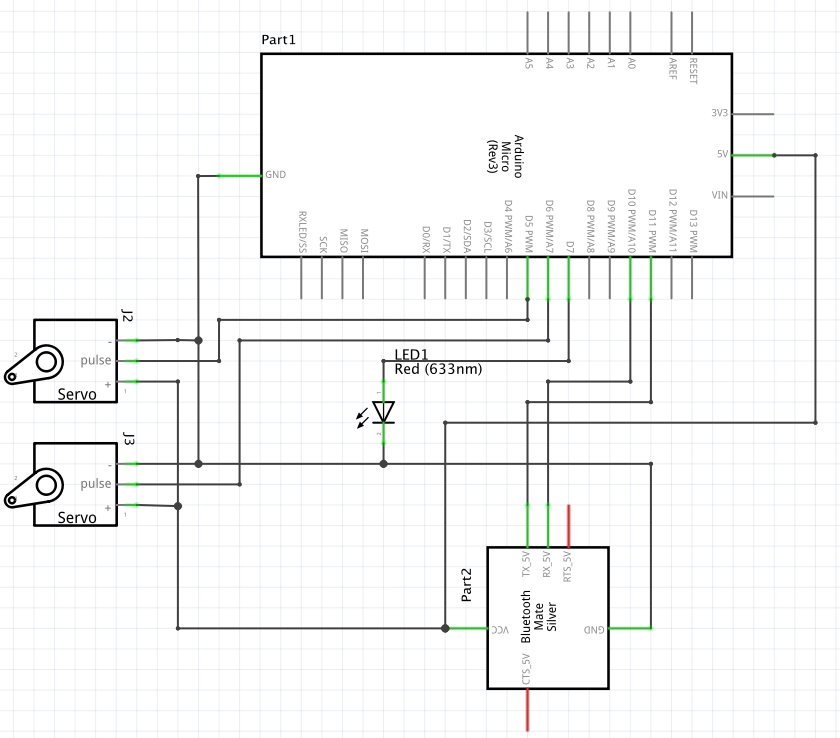 Part1
A5
A4
A3
A2
A1
A0
AREF
RESET
3V3
5V
VIN
Arduino
Micro
(Rev3)
GND
RXLED/SS
SCK
MISO
MOSI
D0/RX
D1/TX
D2/SDA
D3/SCL
D4 PWM/A6
D5 PWM
D6 PWM/A7
D7
D8 PWM/A8
D9 PWM/A9
D10 PWM/A10
D11 PWM
D12 PWM/A11
D13 PWM
J2
-
pulse
+
Servo
LED1
Red (633nm)
J3
-
pulse
+
Servo
Part2
TX_5V
RX_5V
RTS_5V
Bluetooth
Mate
Silver
VCC
GND
CTS_5V